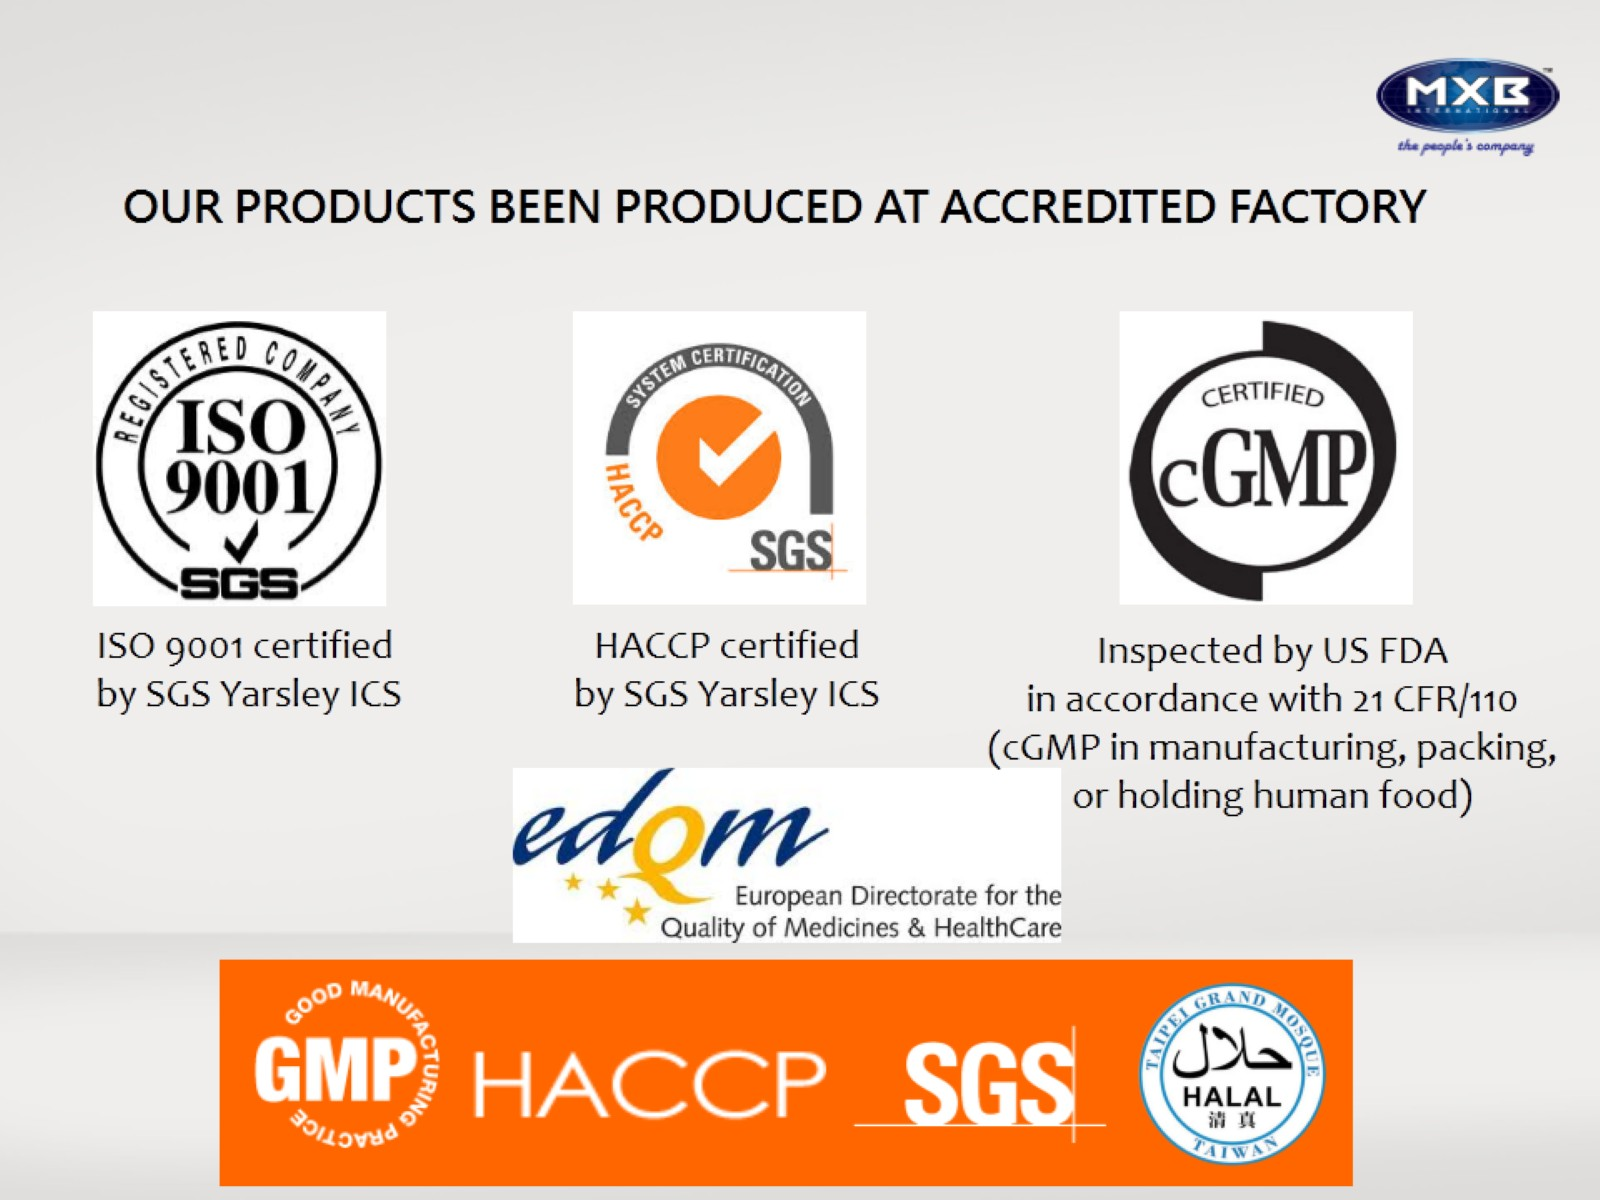 MXB
INTERNATIONAL
TM
the people's company
OUR PRODUCTS BEEN PRODUCED AT ACCREDITED FACTORY
REGISTERED COMPANY
ISO
9001
SGS
ISO 9001 certified
by SGS Yarsley ICS
SYSTEM CERTIFICATION
HACCP
SGS
HACCP certified
by SGS Yarsley ICS
CERTIFIED
cGMP
Inspected by US FDA
in accordance with 21 CFR/110
(cGMP in manufacturing, packing,
or holding human food)
edQm
European Directorate for the
Quality of Medicines & HealthCare
GOOD MANUFACTURING PRACTICE
GMP
HACCP
SGS
TAIPEI GRAND MOSQUE
حلال
HALAL
清真
TAIWAN